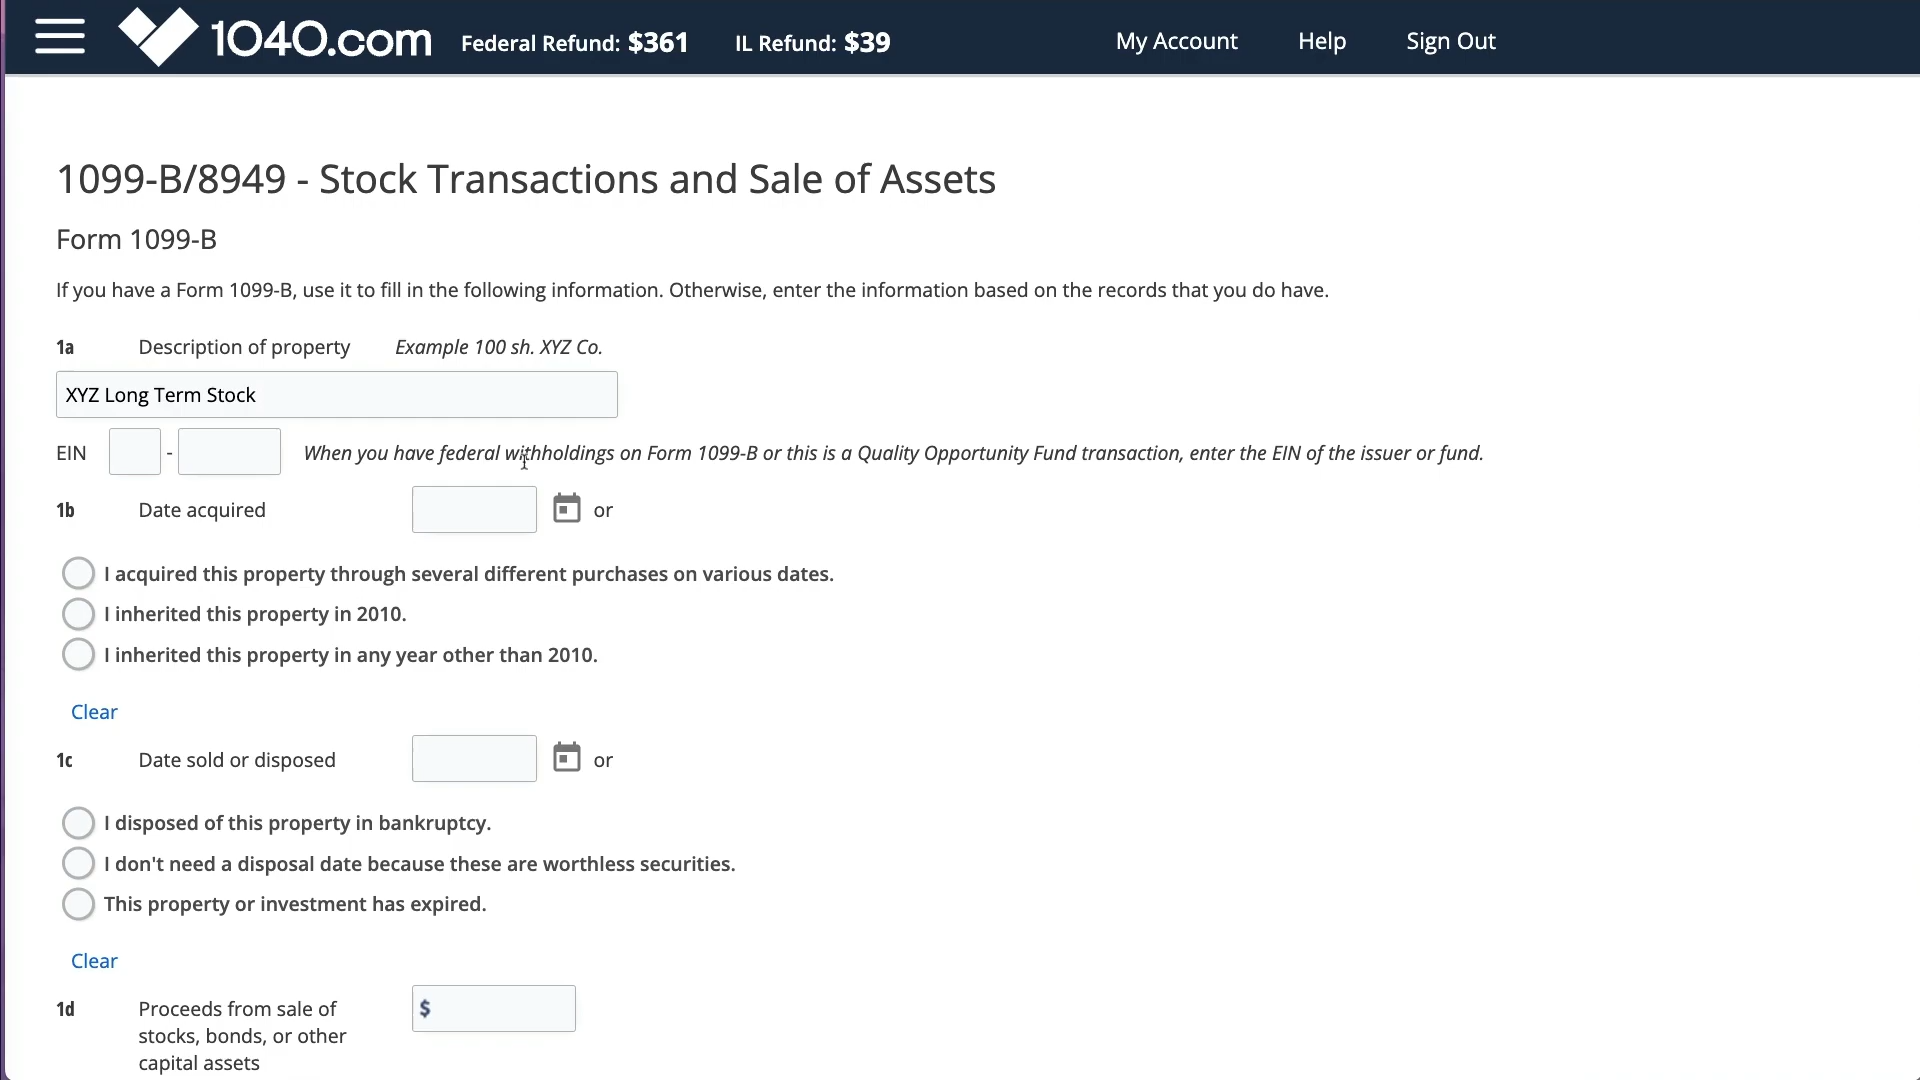 1040.com Federal Refund: $361 IL Refund: $39 My Account Help Sign Out
1099-B/8949 - Stock Transactions and Sale of Assets
Form 1099-B
If you have a Form 1099-B, use it to fill in the following information. Otherwise, enter the information based on the records that you do have.
1a Description of property Example 100 sh. XYZ Co.
XYZ Long Term Stock
EIN - When you have federal withholdings on Form 1099-B or this is a Quality Opportunity Fund transaction, enter the EIN of the issuer or fund.
1b Date acquired or
I acquired this property through several different purchases on various dates.
I inherited this property in 2010.
I inherited this property in any year other than 2010.
Clear
1c Date sold or disposed or
I disposed of this property in bankruptcy.
I don't need a disposal date because these are worthless securities.
This property or investment has expired.
Clear
1d Proceeds from sale of $
stocks, bonds, or other
capital assets